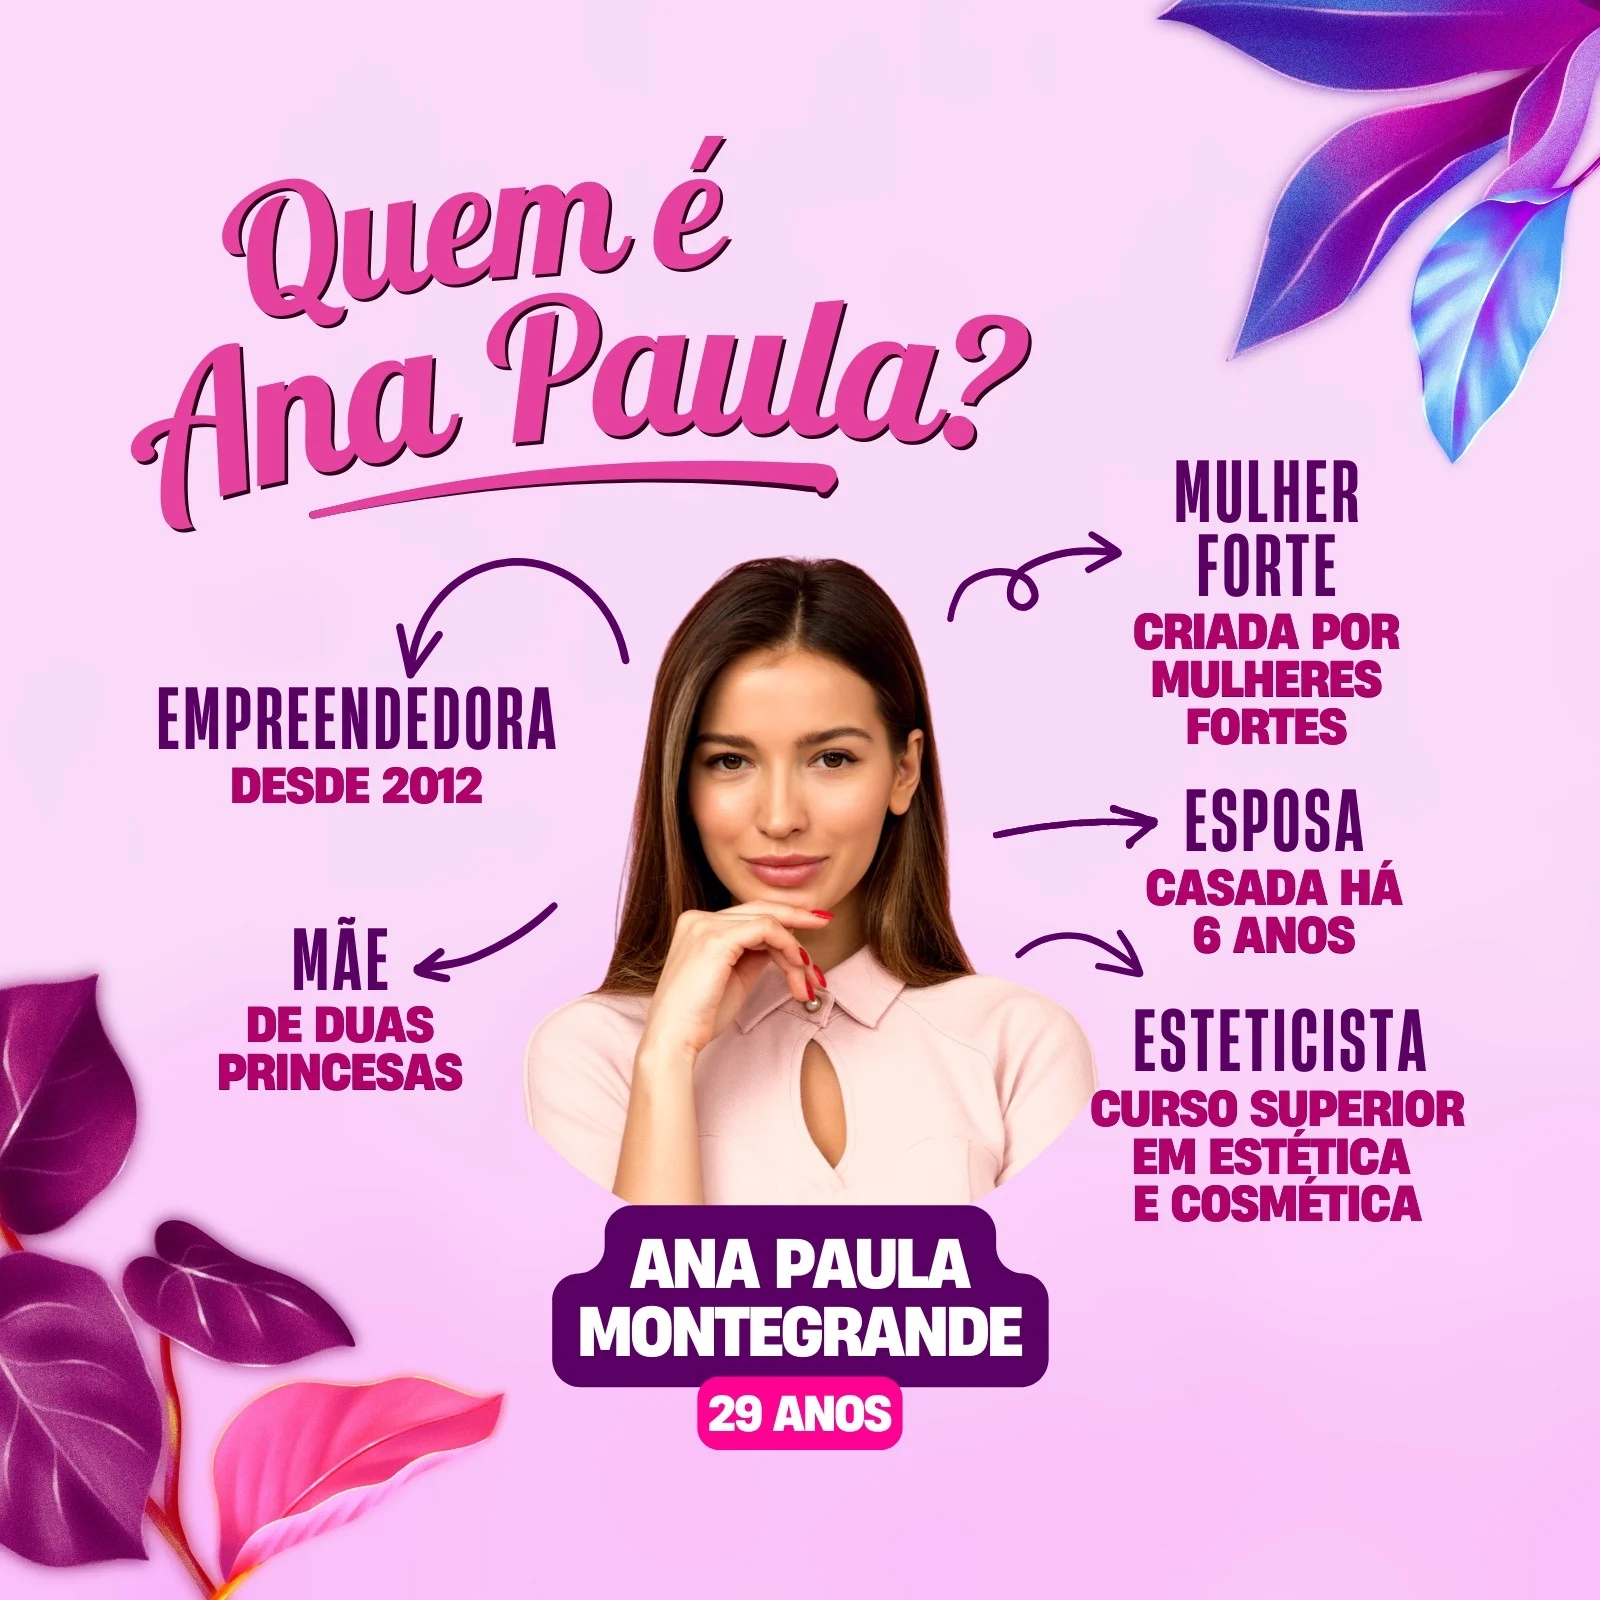 Quem é
Ana Paula?
EMPREENDEDORA
DESDE 2012
MÃE
DE DUAS
PRINCESAS
MULHER
FORTE
CRIADA POR
MULHERES
FORTES
ESPOSA
CASADA HÁ
6 ANOS
ESTETICISTA
CURSO SUPERIOR
EM ESTÉTICA
E COSMÉTICA
ANA PAULA
MONTEGRANDE
29 ANOS